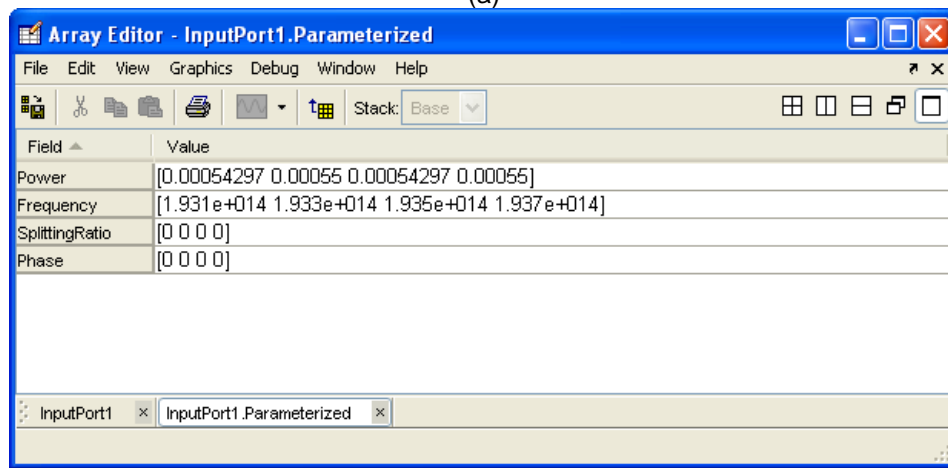 (a)
Array Editor - InputPort1.Parameterized
File Edit View Graphics Debug Window Help
Stack: Base
Field Value
Power [0.00054297 0.00055 0.00054297 0.00055]
Frequency [1.931e+014 1.933e+014 1.935e+014 1.937e+014]
SplittingRatio [0 0 0 0]
Phase [0 0 0 0]
InputPort1 InputPort1.Parameterized